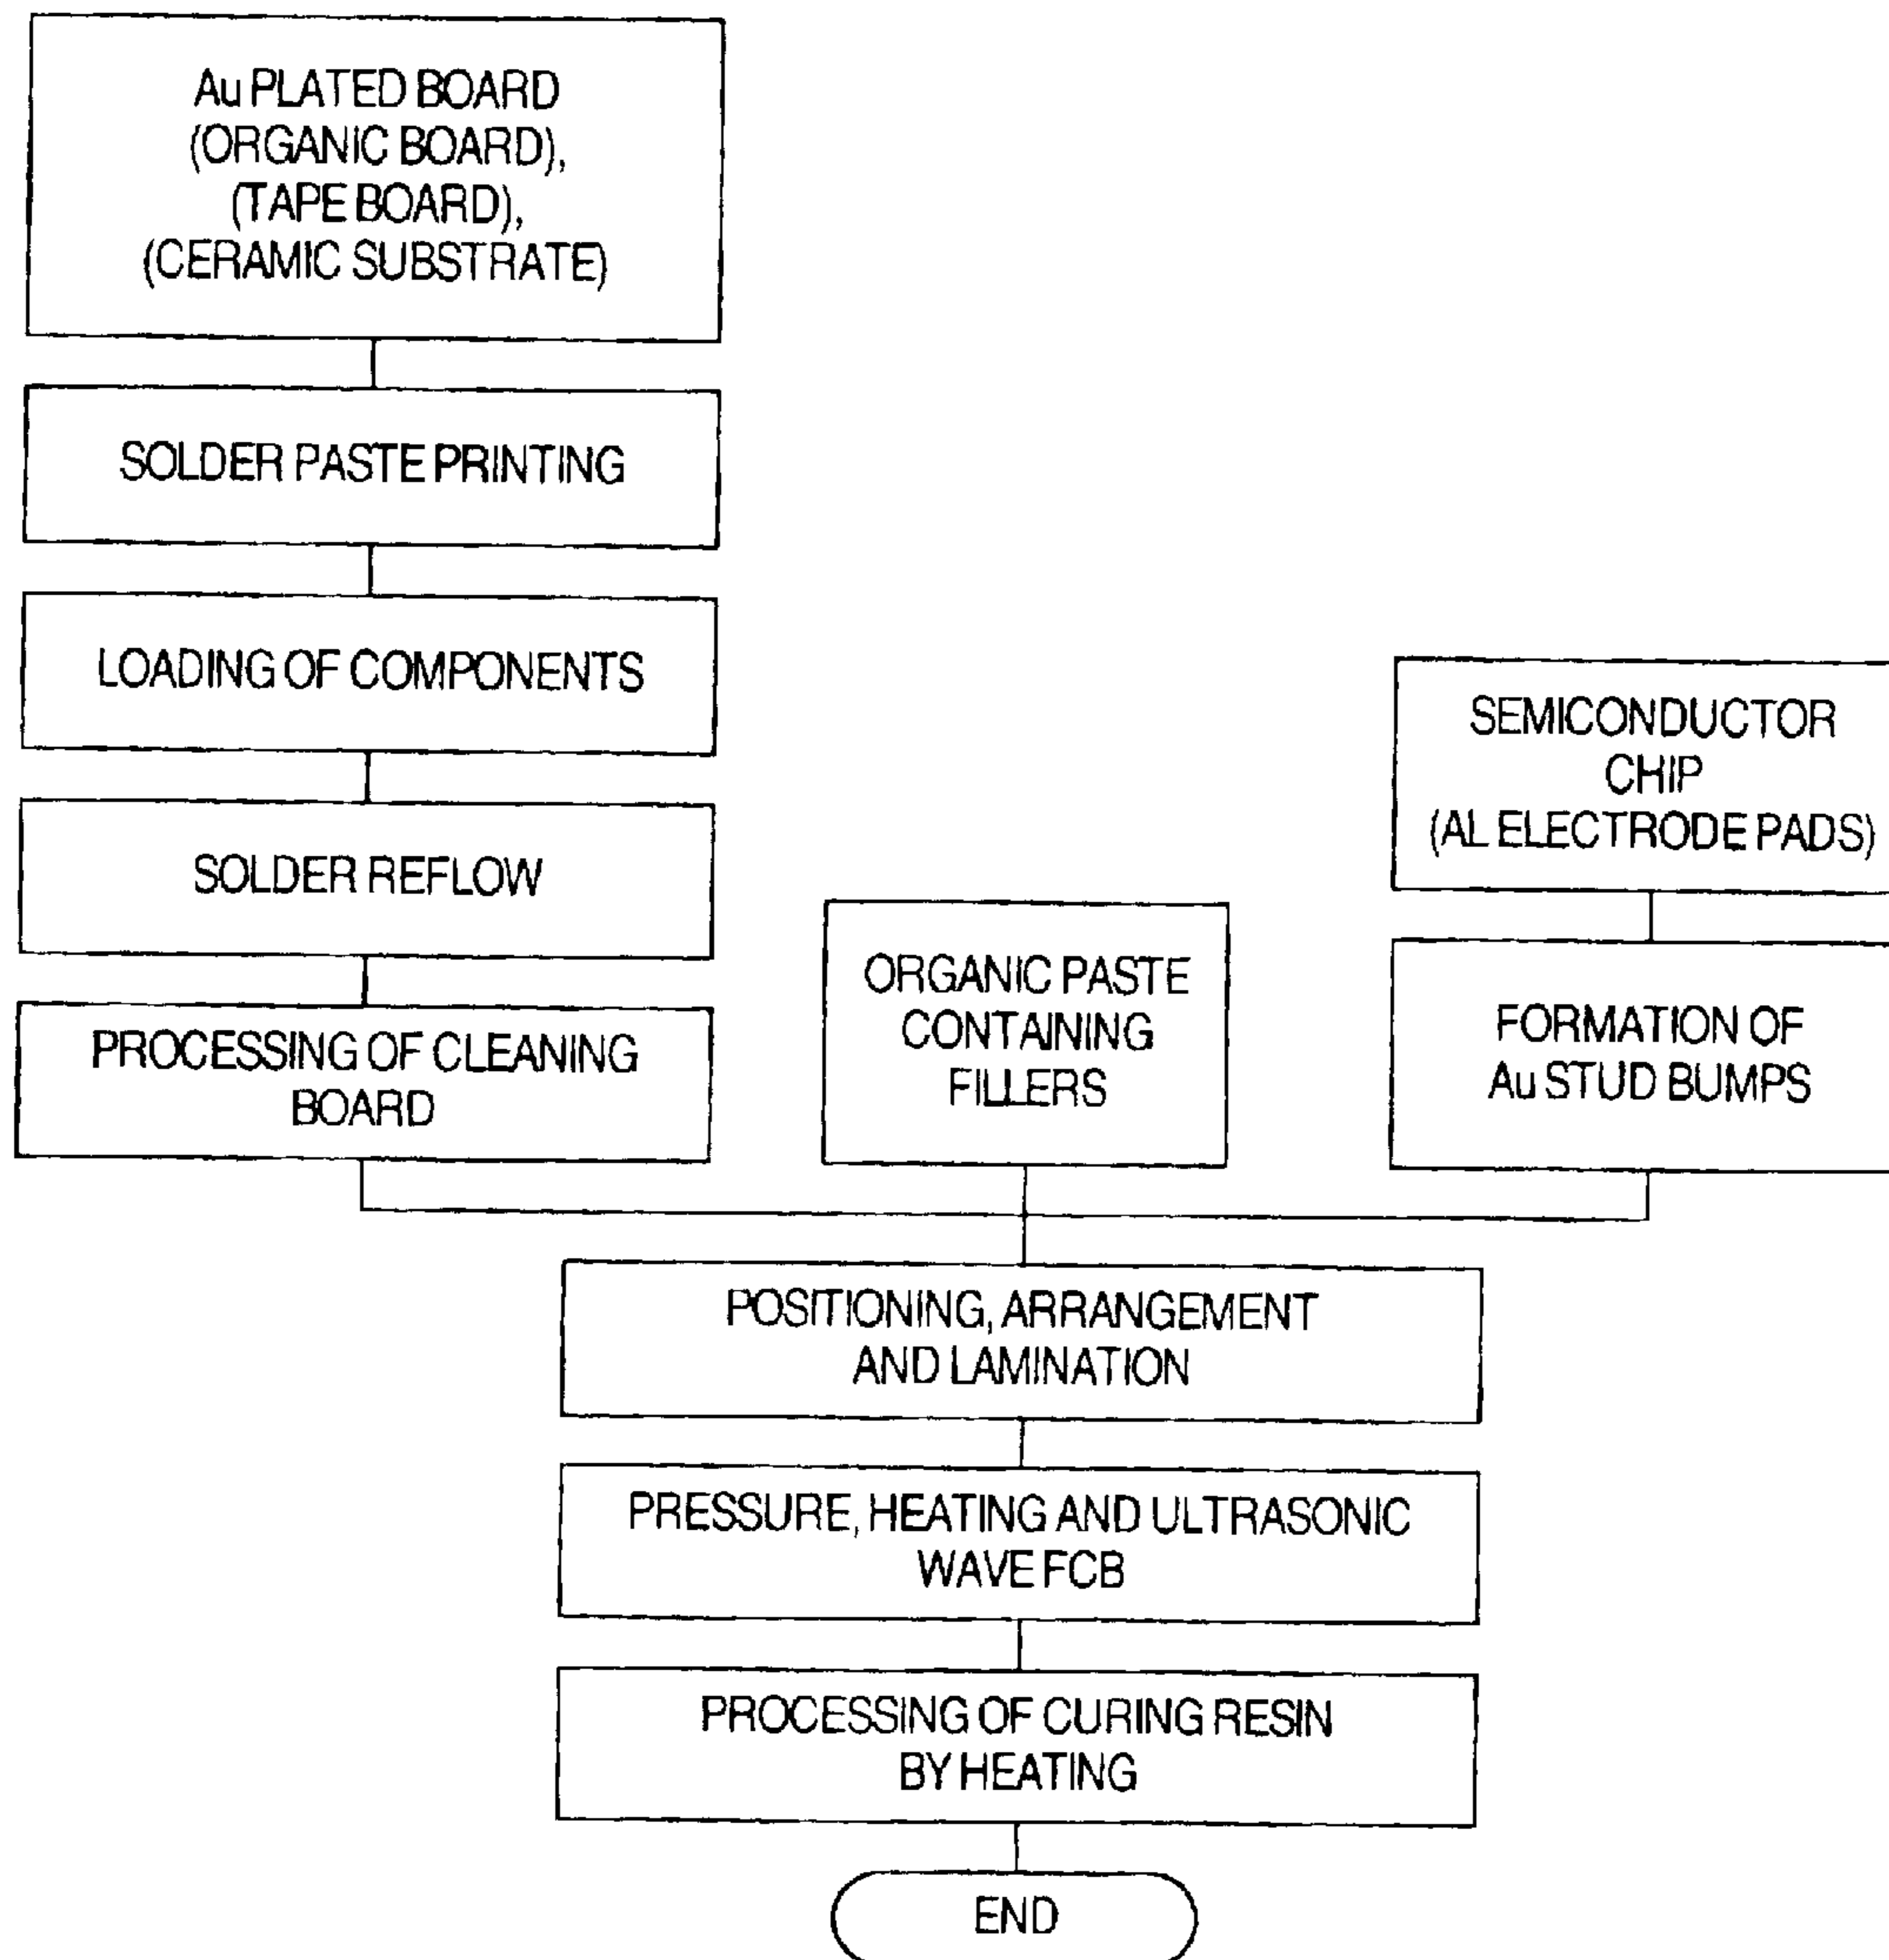 Au PLATED BOARD
(ORGANIC BOARD),
(TAPE BOARD),
(CERAMIC SUBSTRATE)
SOLDER PASTE PRINTING
LOADING OF COMPONENTS
SOLDER REFLOW
PROCESSING OF CLEANING
BOARD
ORGANIC PASTE
CONTAINING
FILLERS
SEMICONDUCTOR
CHIP
(AL ELECTRODE PADS)
FORMATION OF
Au STUD BUMPS
POSITIONING, ARRANGEMENT
AND LAMINATION
PRESSURE, HEATING AND ULTRASONIC
WAVE FCB
PROCESSING OF CURING RESIN
BY HEATING
END